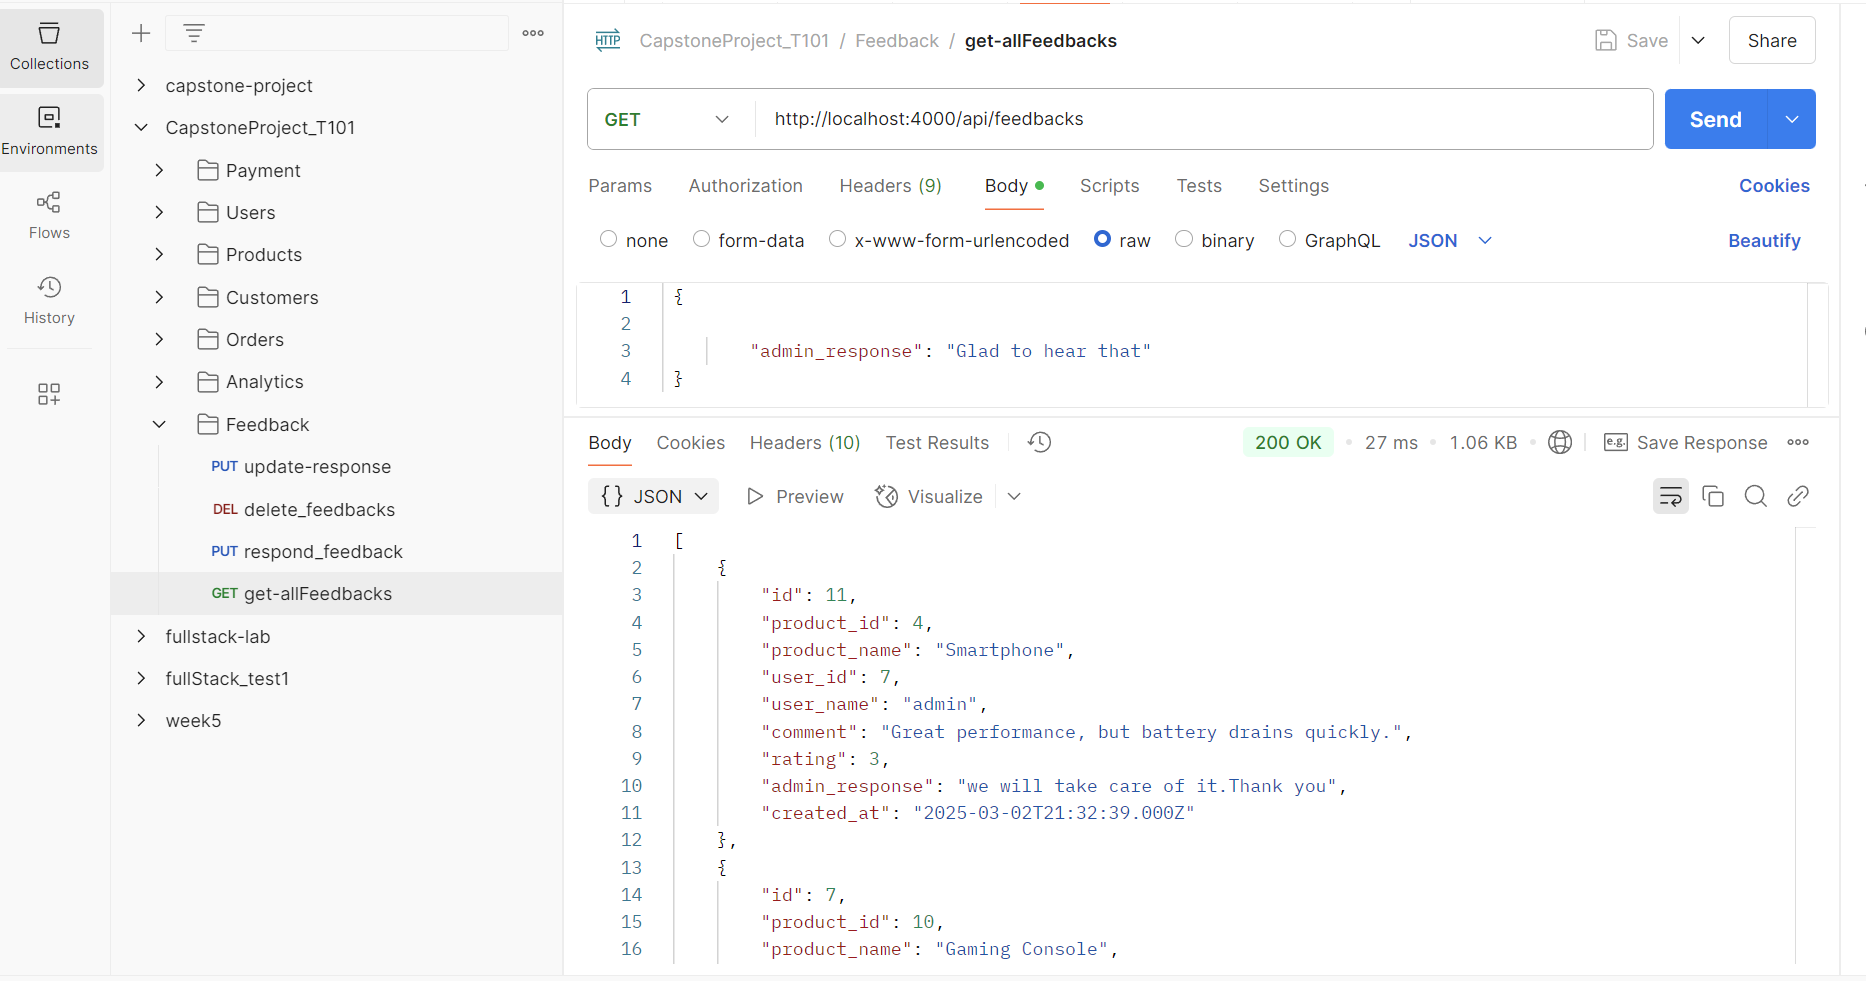 Collections
Environments
Flows
History
capstone-project
CapstoneProject_T101
Payment
Users
Products
Customers
Orders
Analytics
Feedback
PUT update-response
DEL delete_feedbacks
PUT respond_feedback
GET get-allFeedbacks
fullstack-lab
fullStack_test1
week5
HTTP CapstoneProject_T101 / Feedback / get-allFeedbacks Save Share
GET http://localhost:4000/api/feedbacks Send
Params Authorization Headers (9) Body Scripts Tests Settings Cookies
none form-data x-www-form-urlencoded raw binary GraphQL JSON Beautify
1 {
2
3 "admin_response": "Glad to hear that"
4 }
Body Cookies Headers (10) Test Results 200 OK 27 ms 1.06 KB e.g. Save Response
{} JSON Preview Visualize
1 [
2 {
3 "id": 11,
4 "product_id": 4,
5 "product_name": "Smartphone",
6 "user_id": 7,
7 "user_name": "admin",
8 "comment": "Great performance, but battery drains quickly.",
9 "rating": 3,
10 "admin_response": "we will take care of it.Thank you",
11 "created_at": "2025-03-02T21:32:39.000Z"
12 },
13 {
14 "id": 7,
15 "product_id": 10,
16 "product_name": "Gaming Console",